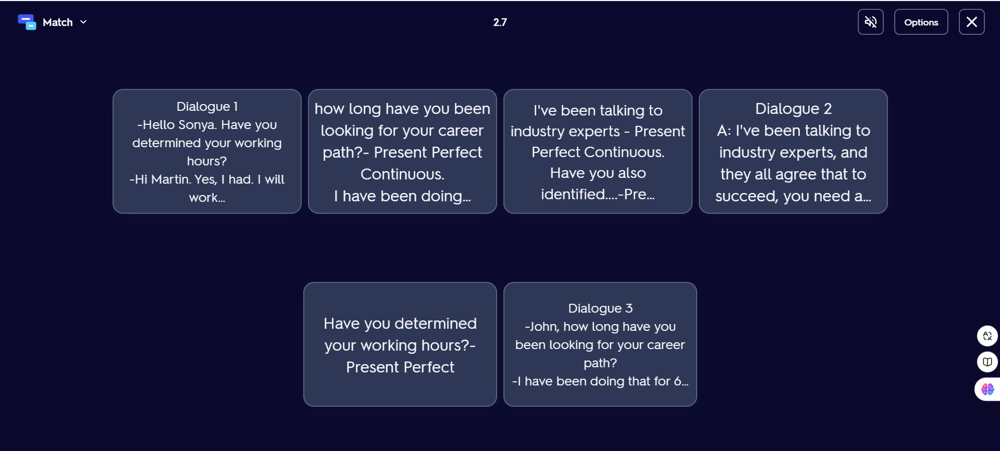 Match
2.7
Options
Dialogue 1
-Hello Sonya. Have you
determined your working
hours?
-Hi Martin. Yes, I had. I will
work...
how long have you been
looking for your career
path?- Present Perfect
Continuous.
I have been doing...
I've been talking to
industry experts - Present
Perfect Continuous.
Have you also
identified....-Pre...
Dialogue 2
A: I've been talking to
industry experts, and
they all agree that to
succeed, you need a...
Have you determined
your working hours?-
Present Perfect
Dialogue 3
-John, how long have you
been looking for your career
path?
-I have been doing that for 6...